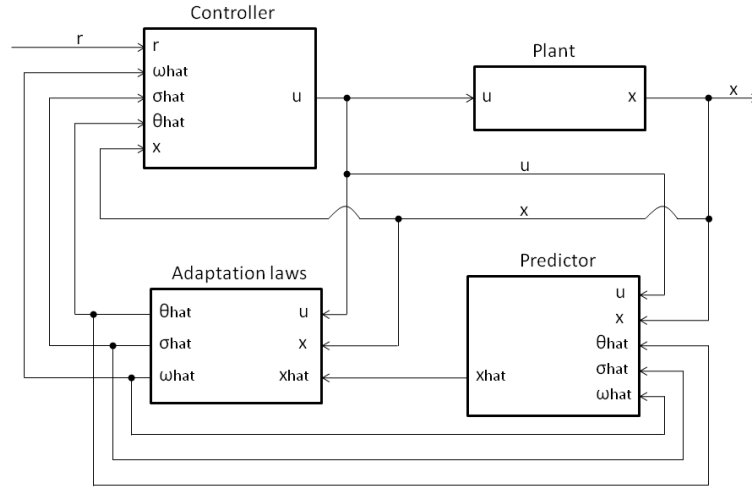 Controller
r
r
ωhat
σhat
θhat
x
u
Plant
u
x
x
u
x
Adaptation laws
θhat
σhat
ωhat
u
x
xhat
Predictor
xhat
u
x
θhat
σhat
ωhat